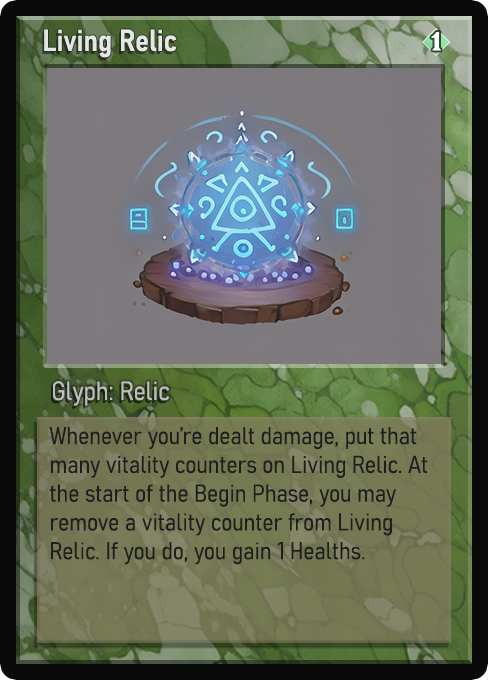 Living Relic 1
Glyph: Relic
Whenever you're dealt damage, put that
many vitality counters on Living Relic. At
the start of the Begin Phase, you may
remove a vitality counter from Living
Relic. If you do, you gain 1 Healths.